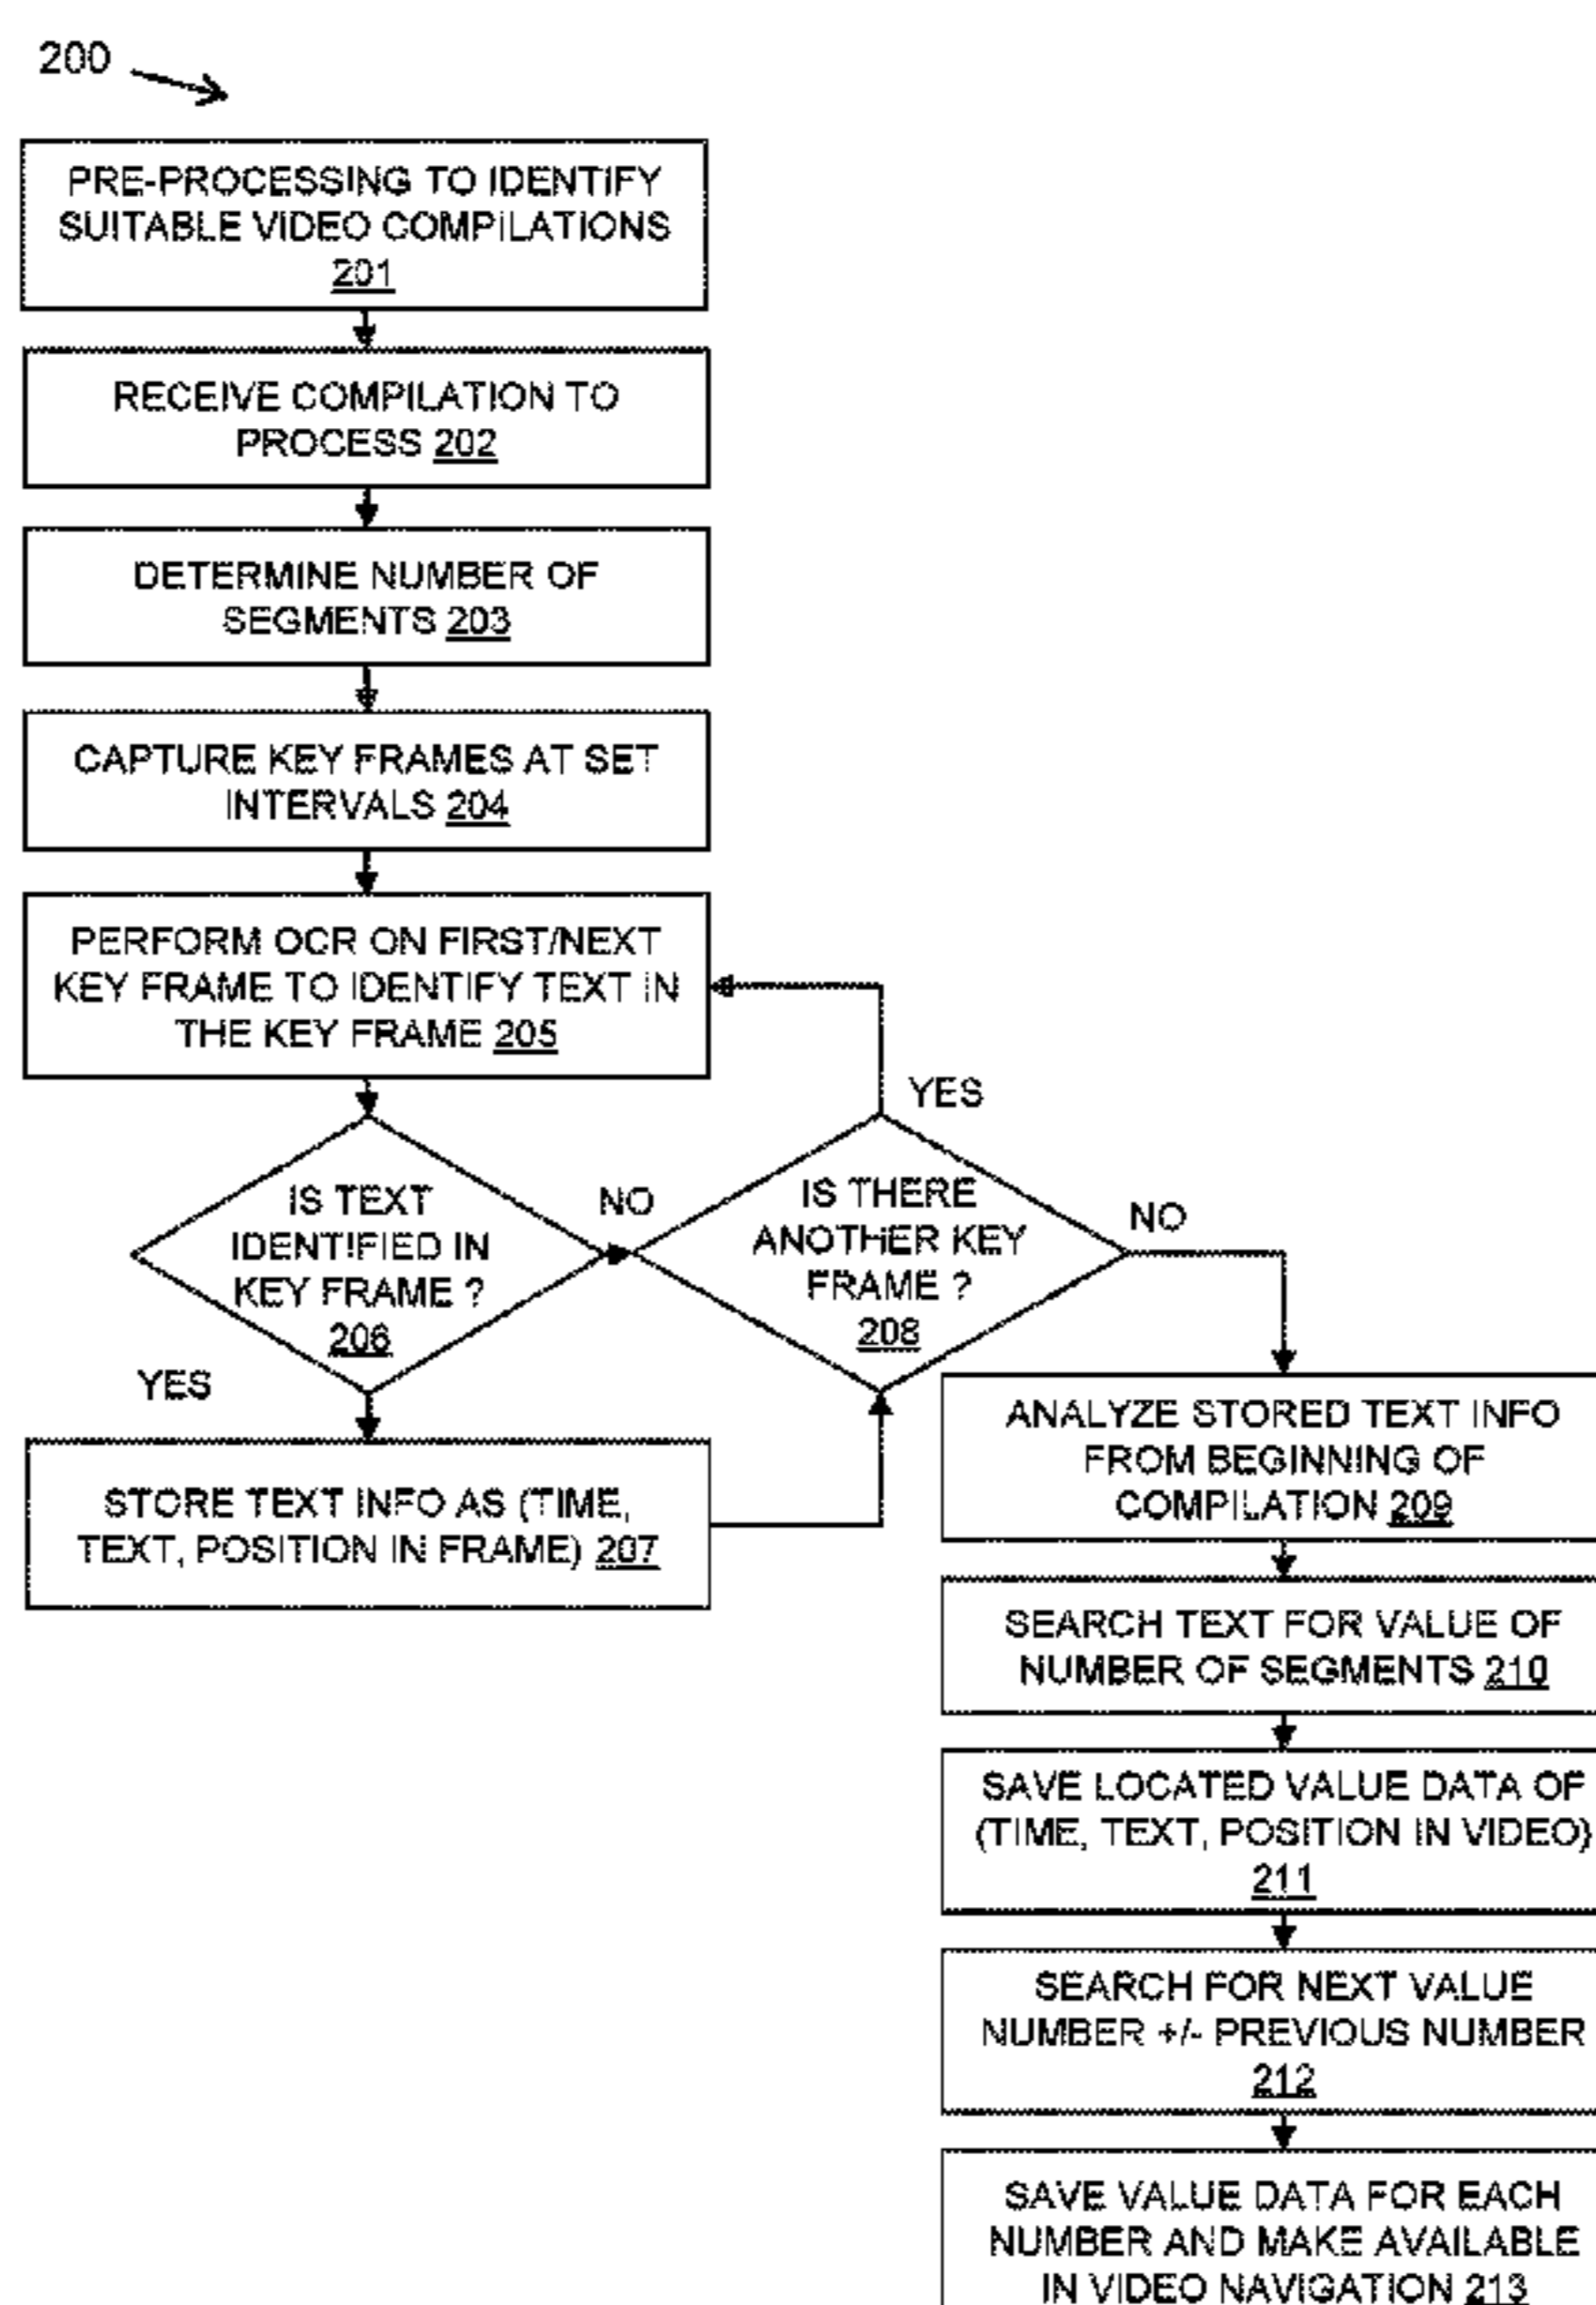 200
PRE-PROCESSING TO IDENTIFY
SUITABLE VIDEO COMPILATIONS
201
RECEIVE COMPILATION TO
PROCESS 202
DETERMINE NUMBER OF
SEGMENTS 203
CAPTURE KEY FRAMES AT SET
INTERVALS 204
PERFORM OCR ON FIRST/NEXT
KEY FRAME TO IDENTIFY TEXT IN
THE KEY FRAME 205
IS TEXT
IDENTIFIED IN
KEY FRAME ?
206
NO
YES
STORE TEXT INFO AS (TIME,
TEXT, POSITION IN FRAME) 207
YES
IS THERE
ANOTHER KEY
FRAME ?
208
NO
ANALYZE STORED TEXT INFO
FROM BEGINNING OF
COMPILATION 209
SEARCH TEXT FOR VALUE OF
NUMBER OF SEGMENTS 210
SAVE LOCATED VALUE DATA OF
(TIME, TEXT, POSITION IN VIDEO)
211
SEARCH FOR NEXT VALUE
NUMBER +/- PREVIOUS NUMBER
212
SAVE VALUE DATA FOR EACH
NUMBER AND MAKE AVAILABLE
IN VIDEO NAVIGATION 213